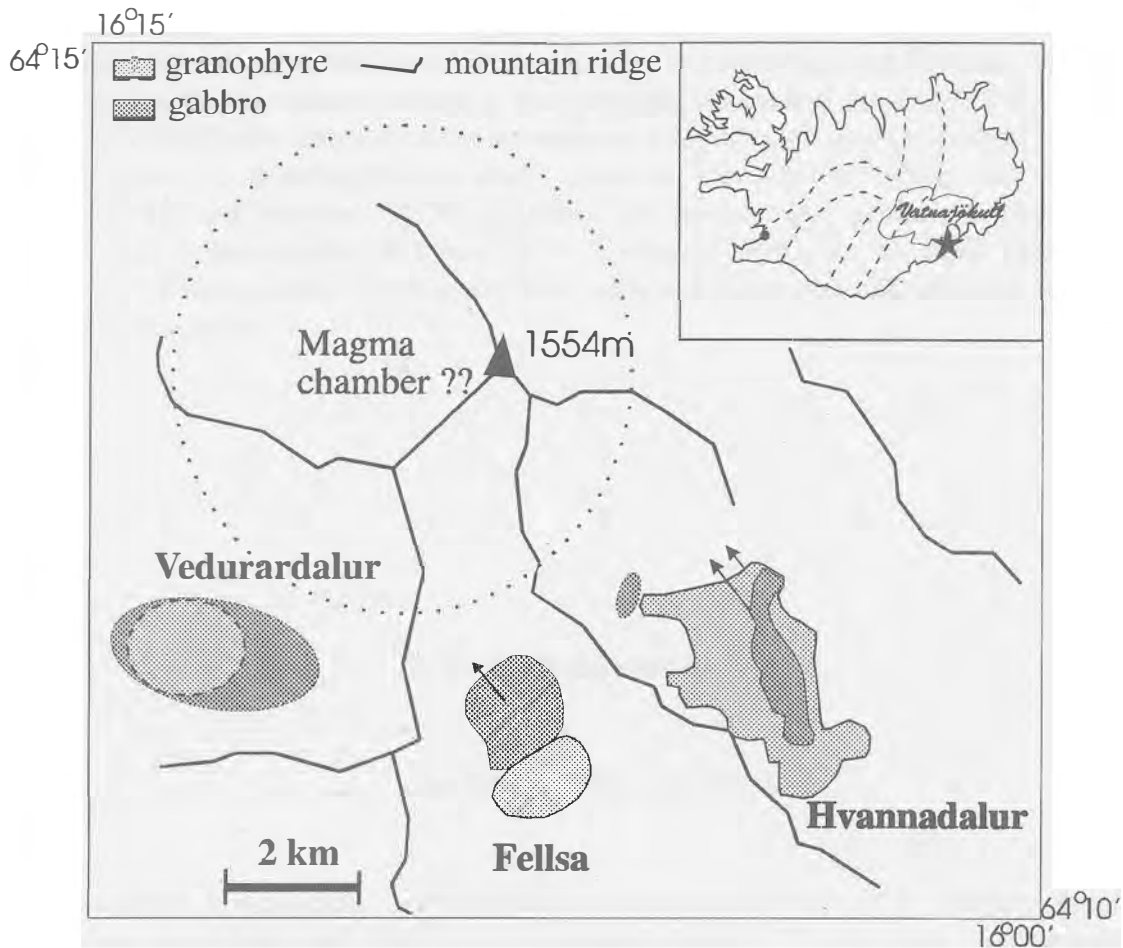 16°15'
64°15'
granophyre
mountain ridge
gabbro
Vatnajökull
Magma
chamber ??
1554m
Vedurardalur
Hvannadalur
2 km
Fellsa
64°10'
16°00'